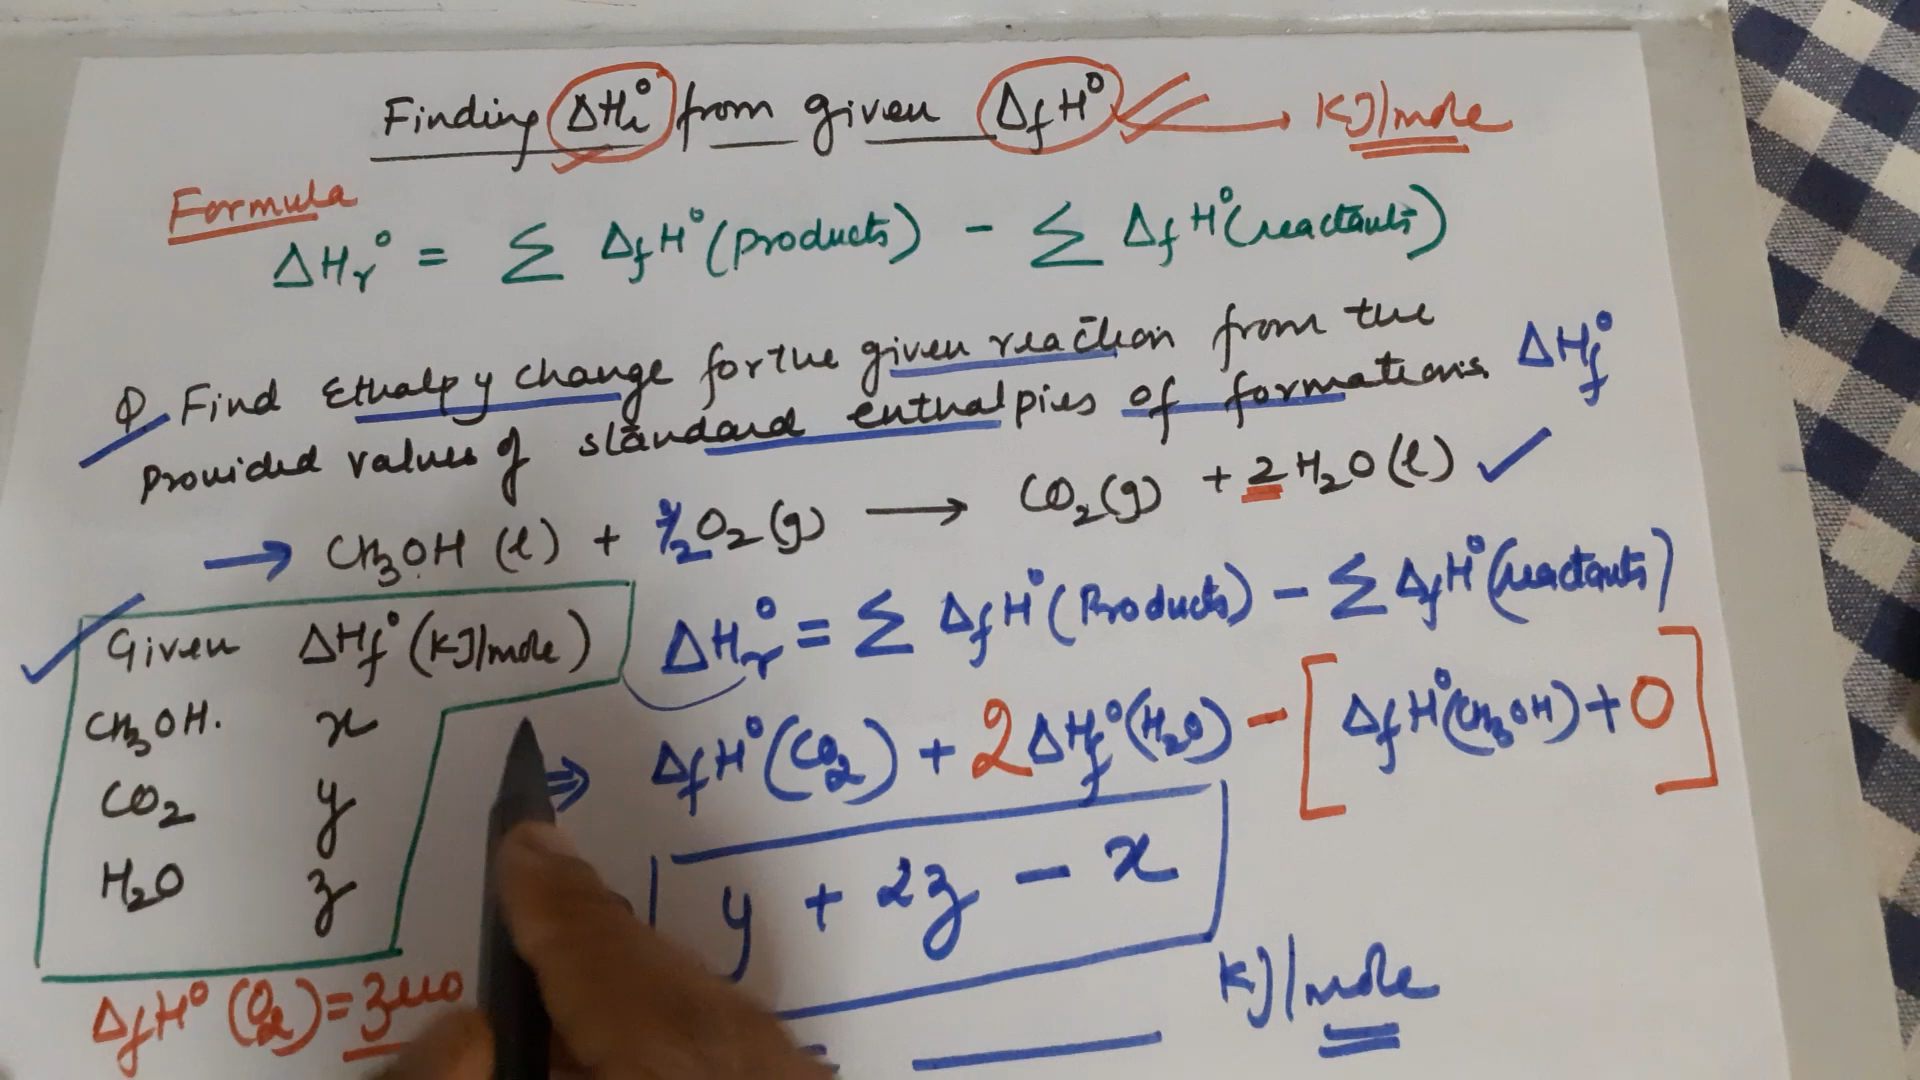 Finding ΔHr° from given ΔfH° → KJ/mole
Formula
ΔHr° = Σ ΔfH°(products) - Σ ΔfH°(reactants)
Q. Find Ethalpy change for the given reaction from the
provided values of standard enthalpies of formations ΔHf°
→ CH3OH (l) + 3/2 O2 (g) → CO2 (g) + 2H2O (l) ✓
Given ΔHf° (KJ/mole)
CH3OH. x
CO2 y
H2O z
ΔfH° (O2) = zero
ΔHr° = Σ ΔfH° (Products) - Σ ΔfH° (reactants)
⇒ ΔfH° (CO2) + 2ΔHf° (H2O) - [ΔfH° (CH3OH) + 0]
y + 2z - x
KJ/mole